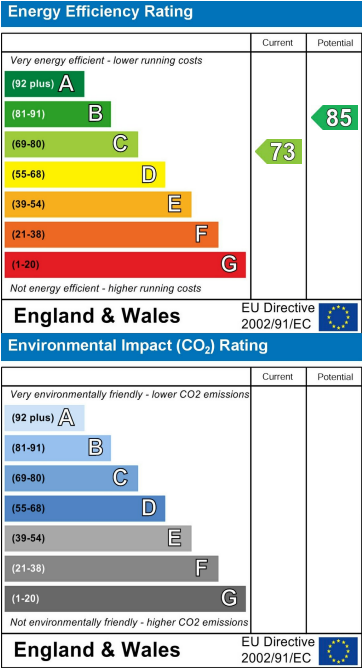 Energy Efficiency Rating
Current Potential
Very energy efficient - lower running costs
(92 plus) A
(81-91) B
(69-80) C
(55-68) D
(39-54) E
(21-38) F
(1-20) G
73
85
Not energy efficient - higher running costs
England & Wales
EU Directive
2002/91/EC
Environmental Impact (CO₂) Rating
Current Potential
Very environmentally friendly - lower CO2 emissions
(92 plus) A
(81-91) B
(69-80) C
(55-68) D
(39-54) E
(21-38) F
(1-20) G
Not environmentally friendly - higher CO2 emissions
England & Wales
EU Directive
2002/91/EC